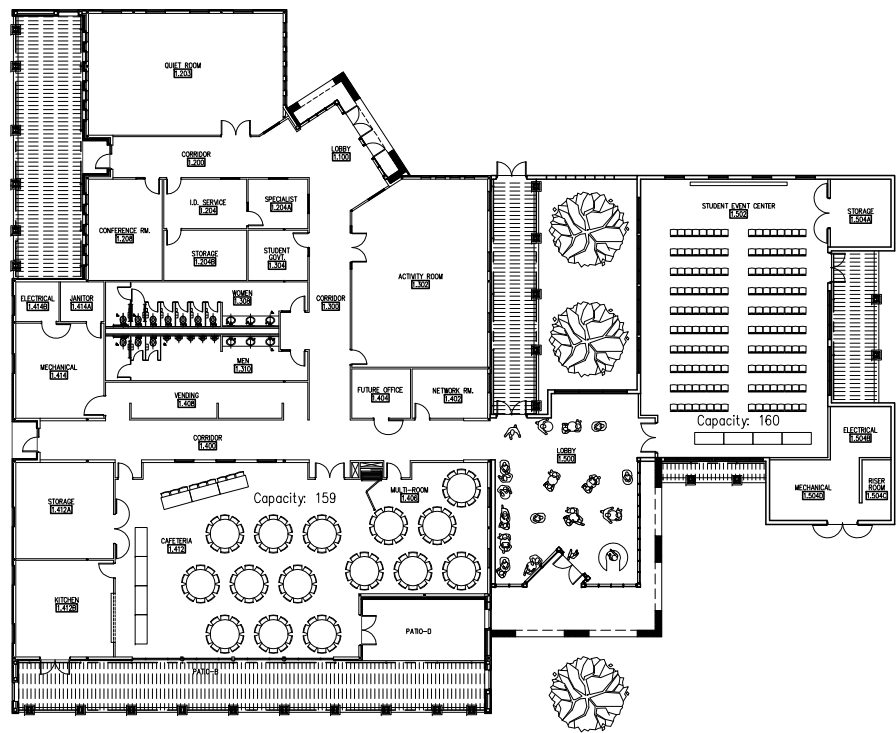 QUIET ROOM
1.203
CORRIDOR
1.200
LOBBY
1.100
I.D. SERVICE
1.204
SPECIALIST
1.204A
CONFERENCE RM.
1.208
STORAGE
1.204B
STUDENT
GOVT.
1.304
STUDENT EVENT CENTER
1.502
STORAGE
1.504A
ACTIVITY ROOM
1.302
ELECTRICAL
1.414B
JANITOR
1.414A
WOMEN
1.308
CORRIDOR
1.300
MECHANICAL
1.414
MEN
1.310
VENDING
1.408
FUTURE OFFICE
1.404
NETWORK RM.
1.402
Capacity: 160
CORRIDOR
1.400
LOBBY
1.500
ELECTRICAL
1.504B
MECHANICAL
1.504D
RISER
ROOM
1.504C
STORAGE
1.412A
Capacity: 159
MULTI-ROOM
1.406
CAFETERIA
1.412
KITCHEN
1.412B
PATIO-D
PATIO-B